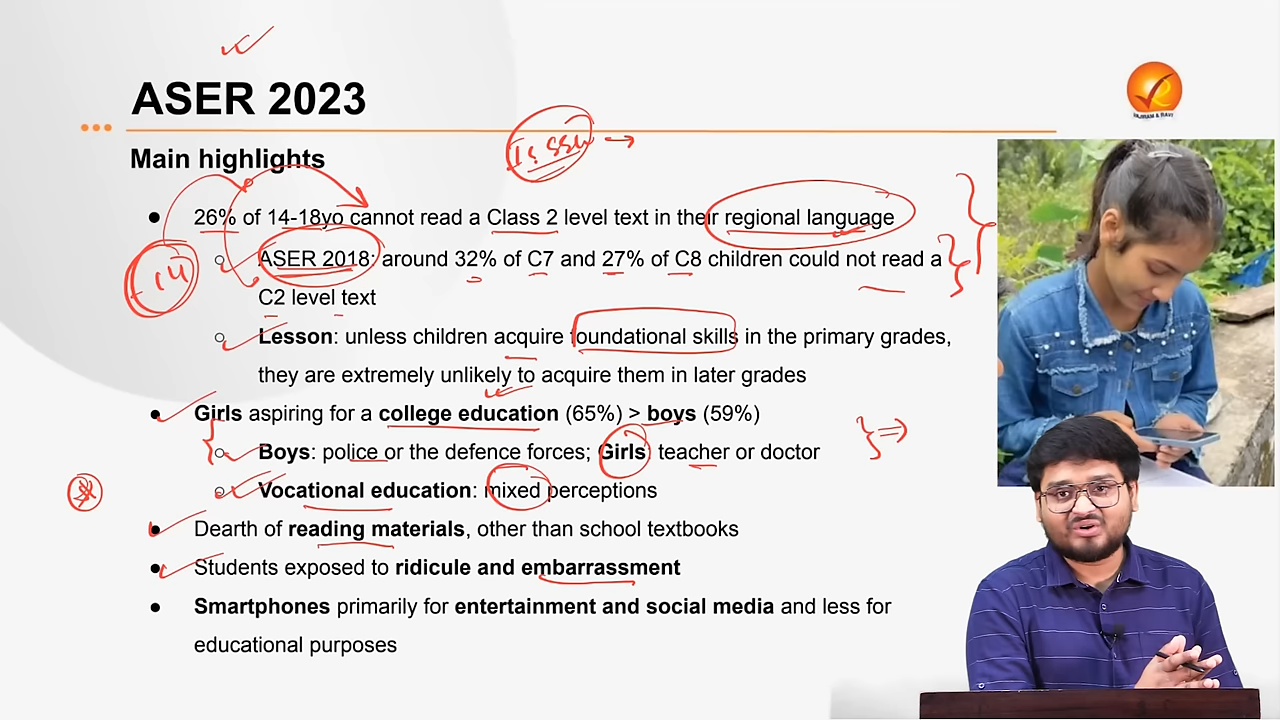 ASER 2023
VAJIRAM & RAVI
Main highlights
Issue →
● 26% of 14-18yo cannot read a Class 2 level text in their regional language
-14
○ ASER 2018: around 32% of C7 and 27% of C8 children could not read a
C2 level text
○ Lesson: unless children acquire foundational skills in the primary grades,
they are extremely unlikely to acquire them in later grades
● Girls aspiring for a college education (65%) > boys (59%)
○ Boys: police or the defence forces; Girls: teacher or doctor
○ Vocational education: mixed perceptions
● Dearth of reading materials, other than school textbooks
● Students exposed to ridicule and embarrassment
● Smartphones primarily for entertainment and social media and less for
educational purposes